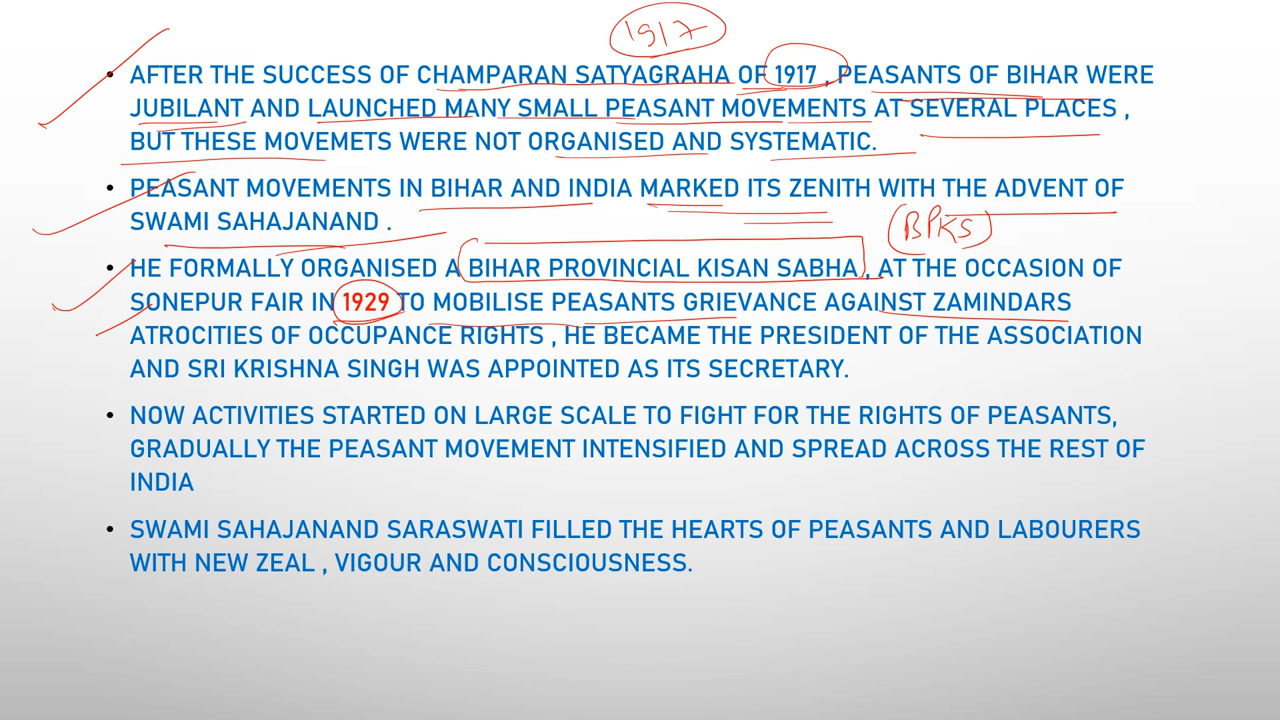 1917
• AFTER THE SUCCESS OF CHAMPARAN SATYAGRAHA OF 1917 , PEASANTS OF BIHAR WERE
JUBILANT AND LAUNCHED MANY SMALL PEASANT MOVEMENTS AT SEVERAL PLACES ,
BUT THESE MOVEMETS WERE NOT ORGANISED AND SYSTEMATIC.
• PEASANT MOVEMENTS IN BIHAR AND INDIA MARKED ITS ZENITH WITH THE ADVENT OF
SWAMI SAHAJANAND .
BPKS
• HE FORMALLY ORGANISED A BIHAR PROVINCIAL KISAN SABHA , AT THE OCCASION OF
SONEPUR FAIR IN 1929 TO MOBILISE PEASANTS GRIEVANCE AGAINST ZAMINDARS
ATROCITIES OF OCCUPANCE RIGHTS , HE BECAME THE PRESIDENT OF THE ASSOCIATION
AND SRI KRISHNA SINGH WAS APPOINTED AS ITS SECRETARY.
• NOW ACTIVITIES STARTED ON LARGE SCALE TO FIGHT FOR THE RIGHTS OF PEASANTS,
GRADUALLY THE PEASANT MOVEMENT INTENSIFIED AND SPREAD ACROSS THE REST OF
INDIA
• SWAMI SAHAJANAND SARASWATI FILLED THE HEARTS OF PEASANTS AND LABOURERS
WITH NEW ZEAL , VIGOUR AND CONSCIOUSNESS.